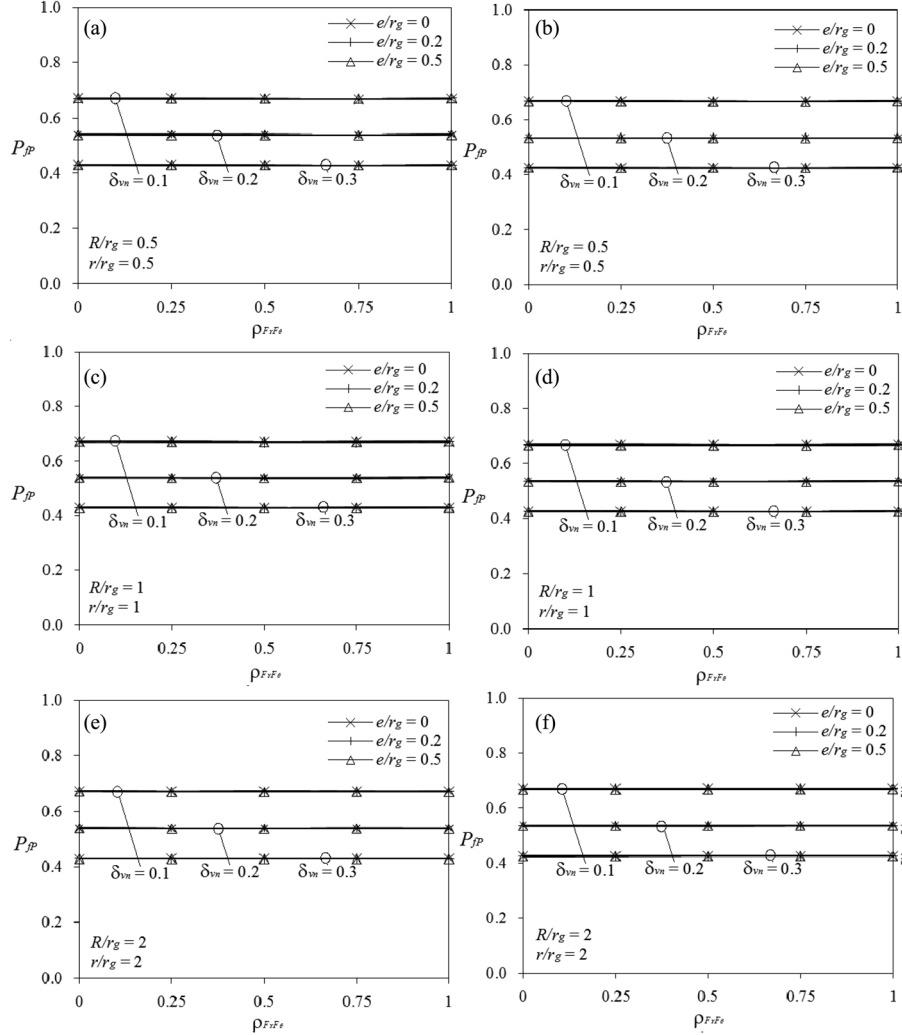 (a)
e/rg = 0
e/rg = 0.2
e/rg = 0.5
1.0
0.8
0.6
PfP
0.4
0.2
0.0
δvn = 0.1
δvn = 0.2
δvn = 0.3
R/rg = 0.5
r/rg = 0.5
0
0.25
0.5
0.75
1
(b)
e/rg = 0
e/rg = 0.2
e/rg = 0.5
1.0
0.8
0.6
PfP
0.4
0.2
0.0
δvn = 0.1
δvn = 0.2
δvn = 0.3
R/rg = 0.5
r/rg = 0.5
0
0.25
0.5
0.75
1
(c)
e/rg = 0
e/rg = 0.2
e/rg = 0.5
1.0
0.8
0.6
PfP
0.4
0.2
0.0
δvn = 0.1
δvn = 0.2
δvn = 0.3
R/rg = 1
r/rg = 1
0
0.25
0.5
0.75
1
(d)
e/rg = 0
e/rg = 0.2
e/rg = 0.5
1.0
0.8
0.6
PfP
0.4
0.2
0.0
δvn = 0.1
δvn = 0.2
δvn = 0.3
R/rg = 1
r/rg = 1
0
0.25
0.5
0.75
1
(e)
e/rg = 0
e/rg = 0.2
e/rg = 0.5
1.0
0.8
0.6
PfP
0.4
0.2
0.0
δvn = 0.1
δvn = 0.2
δvn = 0.3
R/rg = 2
r/rg = 2
0
0.25
0.5
0.75
1
(f)
e/rg = 0
e/rg = 0.2
e/rg = 0.5
1.0
0.8
0.6
PfP
0.4
0.2
0.0
δvn = 0.1
δvn = 0.2
δvn = 0.3
R/rg = 2
r/rg = 2
0
0.25
0.5
0.75
1